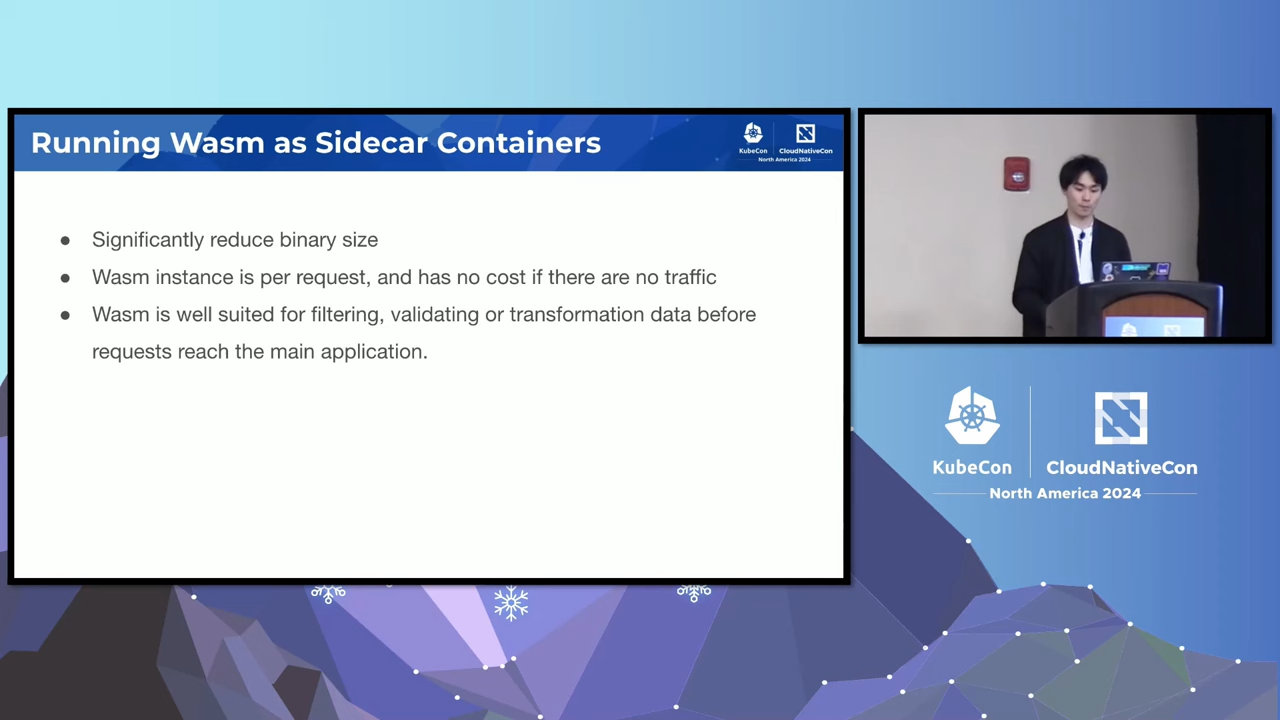 Running Wasm as Sidecar Containers
KubeCon
CloudNativeCon
North America 2024
● Significantly reduce binary size
● Wasm instance is per request, and has no cost if there are no traffic
● Wasm is well suited for filtering, validating or transformation data before
requests reach the main application.
KubeCon
CloudNativeCon
North America 2024